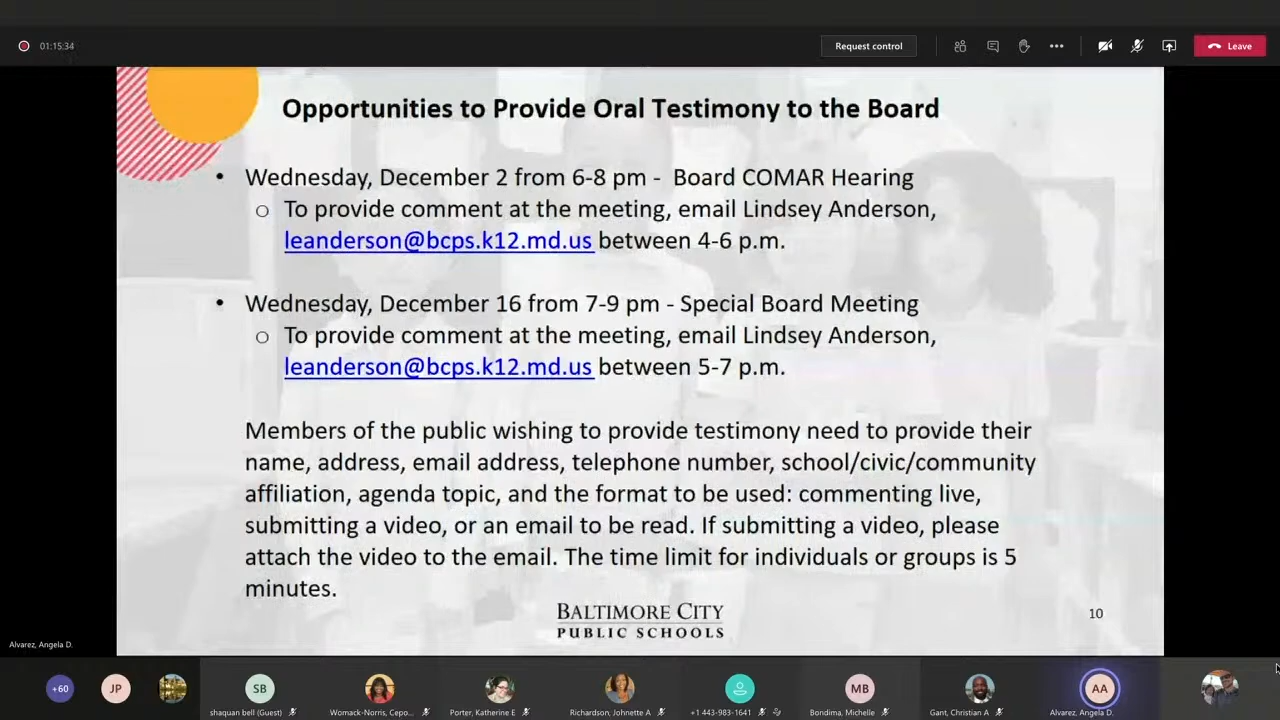 01:15:34
Request control
Leave
Opportunities to Provide Oral Testimony to the Board
• Wednesday, December 2 from 6-8 pm - Board COMAR Hearing
o To provide comment at the meeting, email Lindsey Anderson,
leanderson@bcps.k12.md.us between 4-6 p.m.
• Wednesday, December 16 from 7-9 pm - Special Board Meeting
o To provide comment at the meeting, email Lindsey Anderson,
leanderson@bcps.k12.md.us between 5-7 p.m.
Members of the public wishing to provide testimony need to provide their
name, address, email address, telephone number, school/civic/community
affiliation, agenda topic, and the format to be used: commenting live,
submitting a video, or an email to be read. If submitting a video, please
attach the video to the email. The time limit for individuals or groups is 5
minutes.
BALTIMORE CITY
PUBLIC SCHOOLS
10
Alvarez, Angela D.
+60
JP
SB
MB
AA
shaquan bell (Guest)
Womack-Norris, Cepo...
Porter, Katherine E
Richardson, Johnette A
+1 443-983-1641
Bondima, Michelle
Gant, Christian A
Alvarez, Angela D.